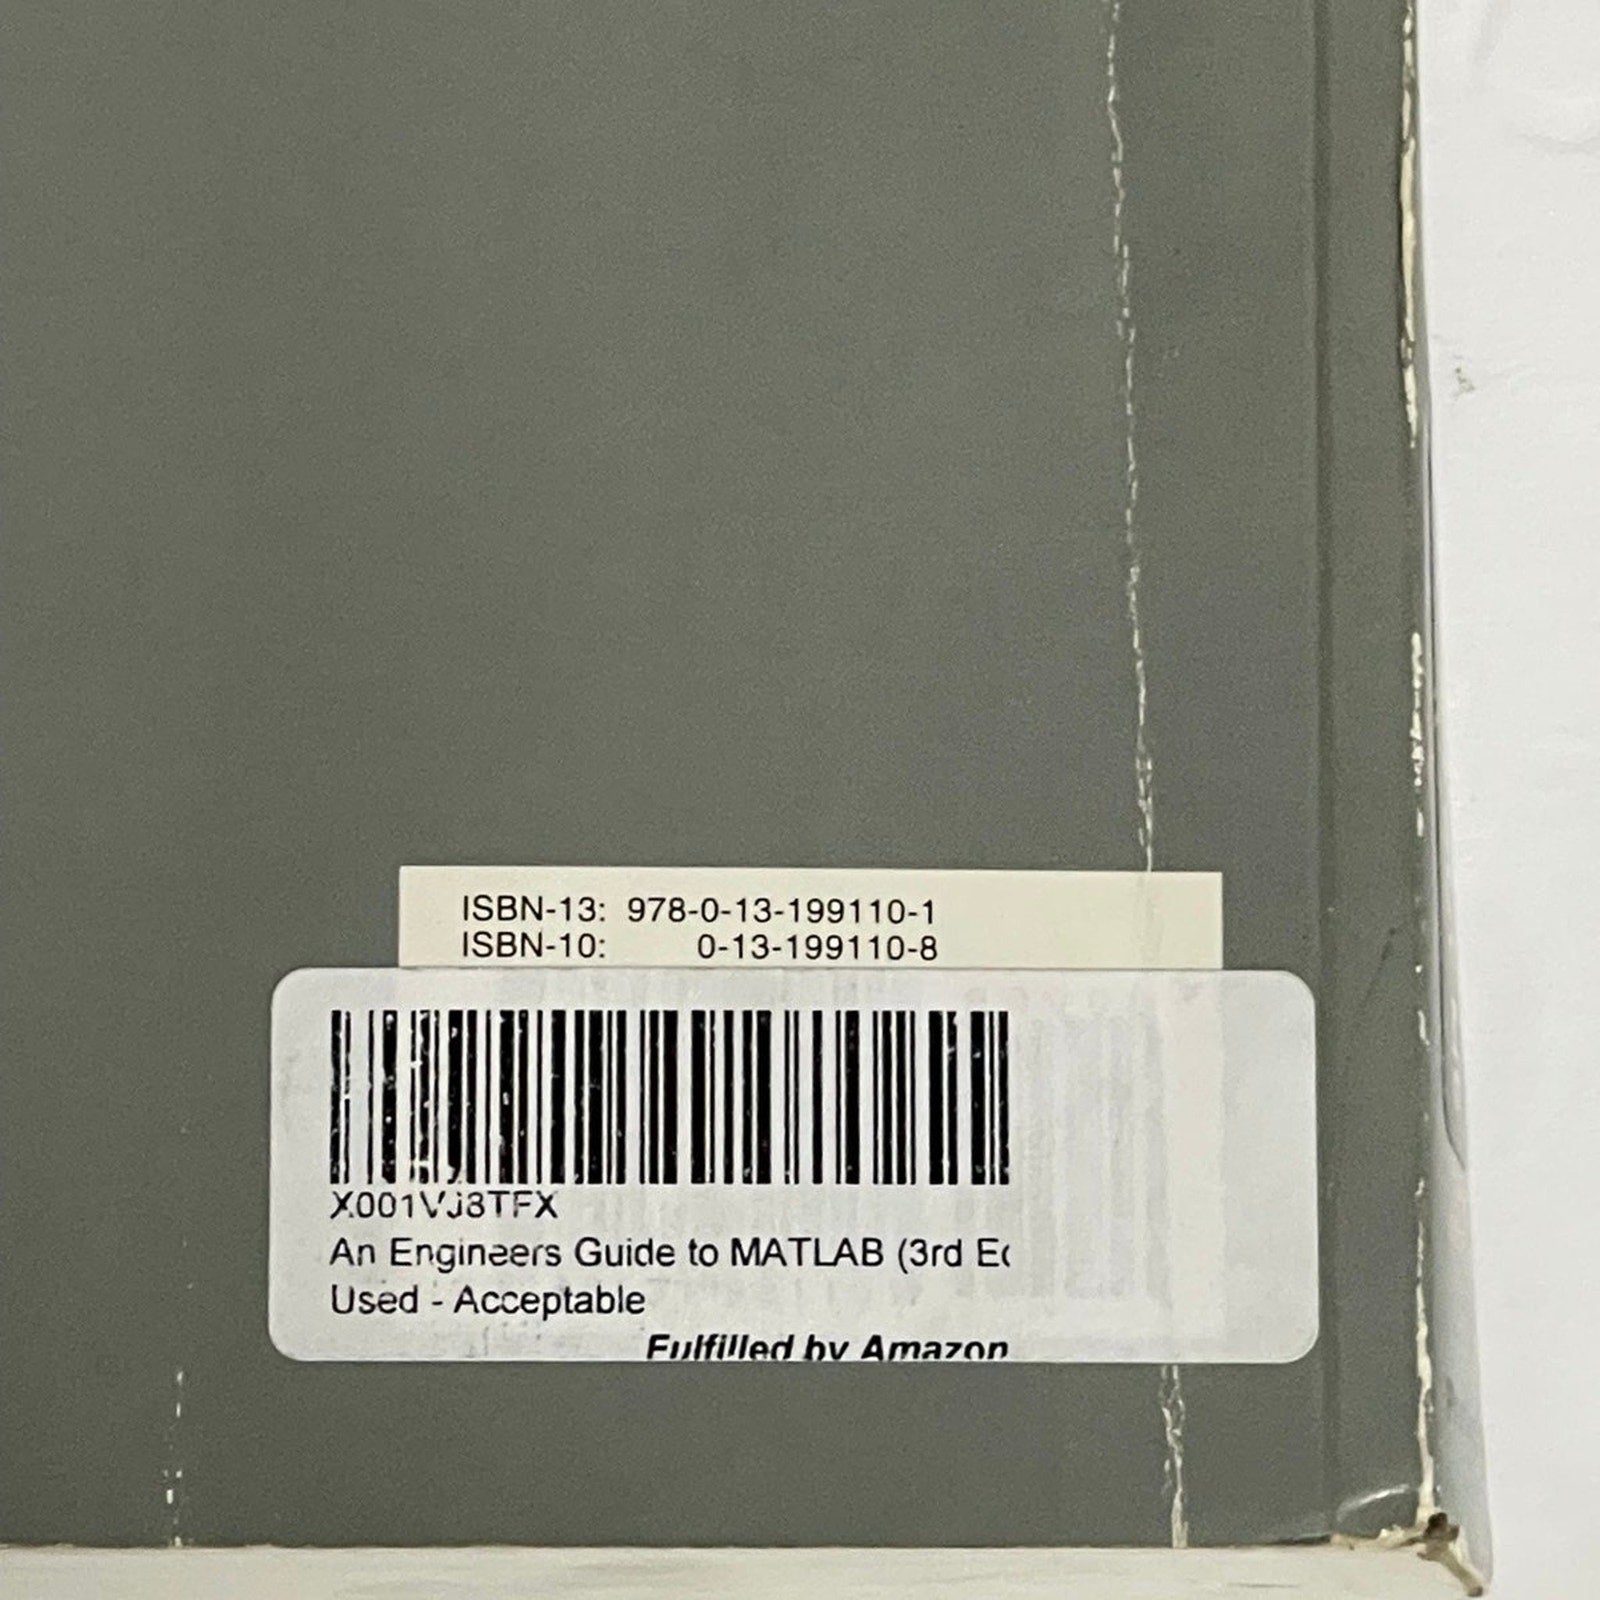 ISBN-13: 978-0-13-199110-1
ISBN-10: 0-13-199110-8
X001VJ8TFX
An Engineers Guide to MATLAB (3rd Ed
Used - Acceptable
Fulfilled by Amazon